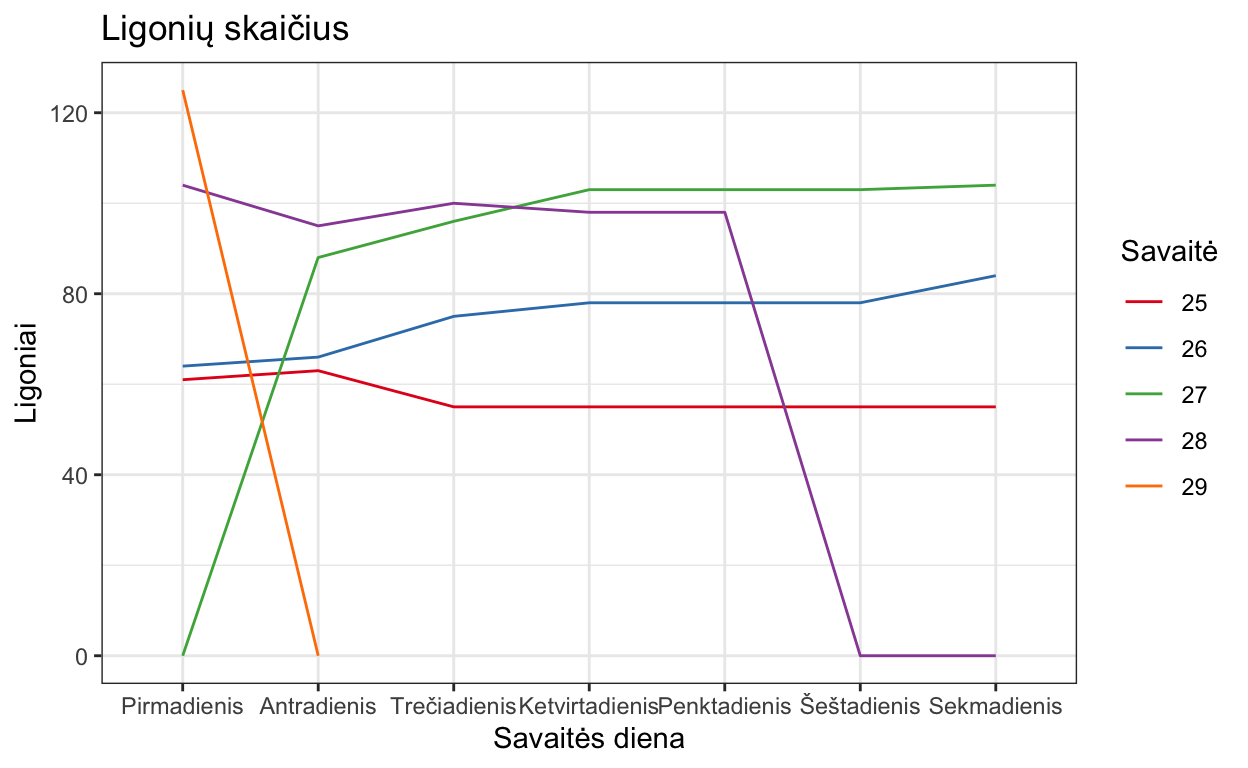 Ligonių skaičius
Ligoniai
120
80
40
0
Pirmadienis Antradienis Trečiadienis Ketvirtadienis Penktadienis Šeštadienis Sekmadienis
Savaitės diena
Savaitė
25
26
27
28
29